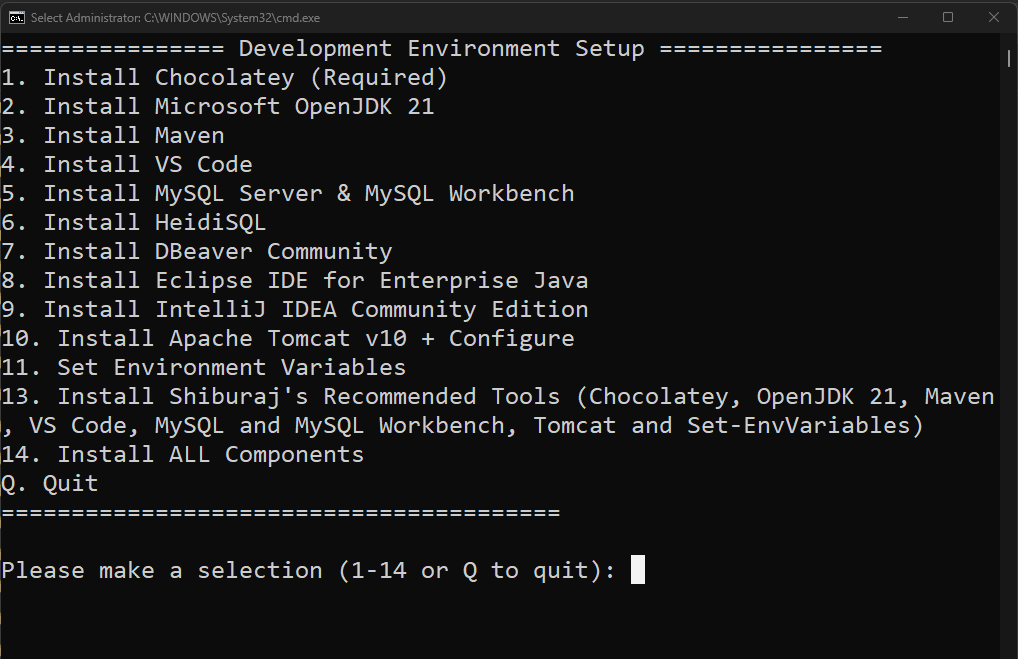 Select Administrator: C:\WINDOWS\System32\cmd.exe
================ Development Environment Setup ================
1. Install Chocolatey (Required)
2. Install Microsoft OpenJDK 21
3. Install Maven
4. Install VS Code
5. Install MySQL Server & MySQL Workbench
6. Install HeidiSQL
7. Install DBeaver Community
8. Install Eclipse IDE for Enterprise Java
9. Install IntelliJ IDEA Community Edition
10. Install Apache Tomcat v10 + Configure
11. Set Environment Variables
13. Install Shiburaj's Recommended Tools (Chocolatey, OpenJDK 21, Maven
, VS Code, MySQL and MySQL Workbench, Tomcat and Set-EnvVariables)
14. Install ALL Components
Q. Quit
========================================
Please make a selection (1-14 or Q to quit):